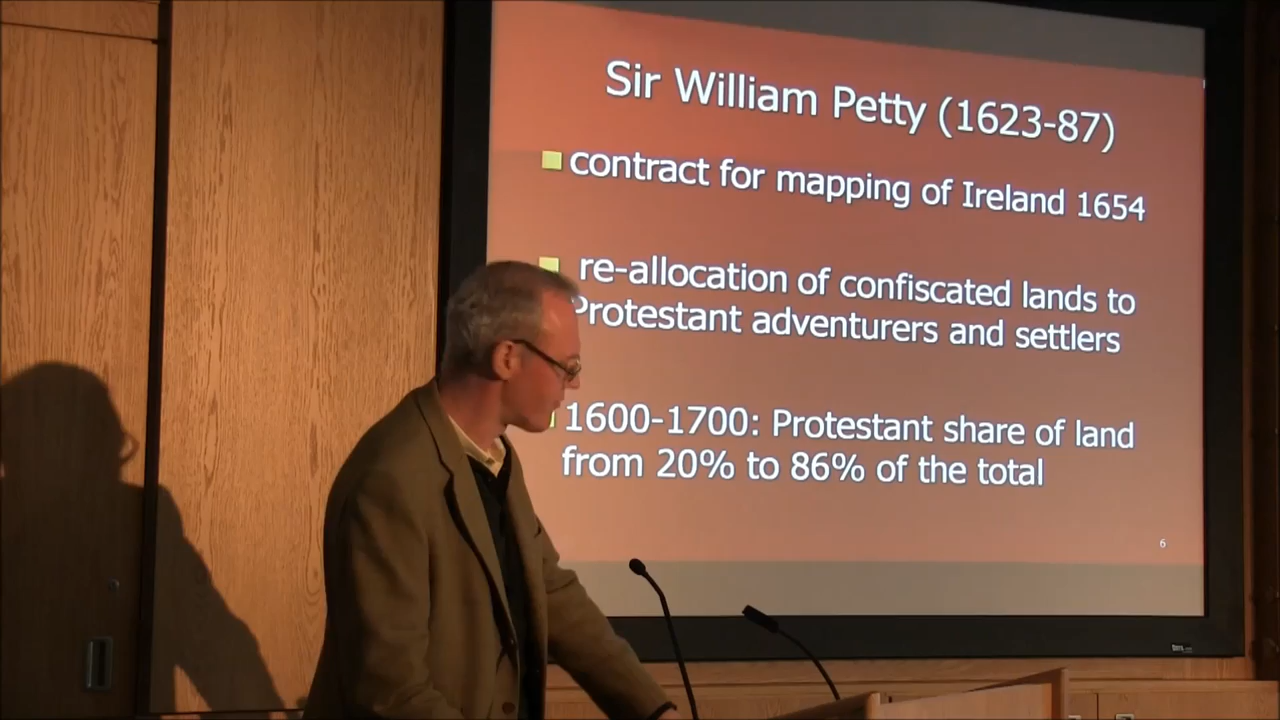 Sir William Petty (1623-87)
contract for mapping of Ireland 1654
re-allocation of confiscated lands to
Protestant adventurers and settlers
1600-1700: Protestant share of land
from 20% to 86% of the total
6